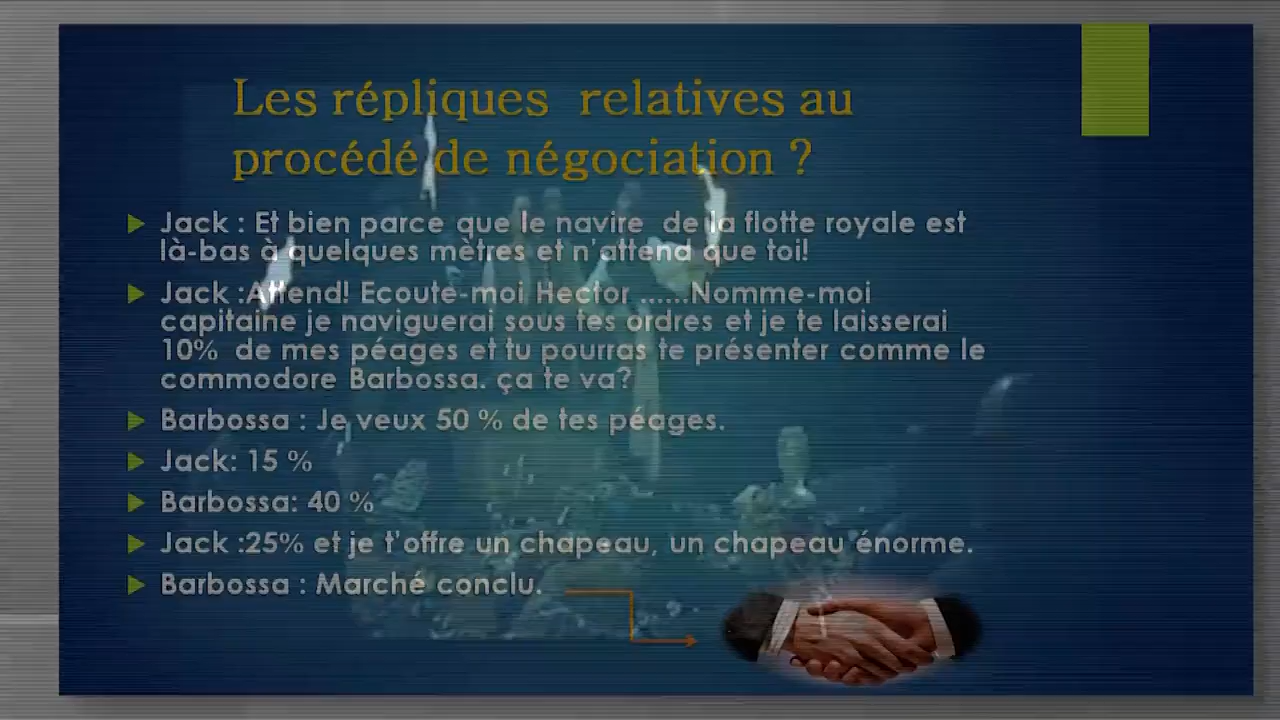 Les répliques relatives au
procédé de négociation ?
Jack : Et bien parce que le navire de la flotte royale est
là-bas à quelques mètres et n'attend que toi!
Jack :Attend! Ecoute-moi Hector ......Nomme-moi
capitaine je naviguerai sous tes ordres et je te laisserai
10% de mes péages et tu pourras te présenter comme le
commodore Barbossa. ça te va?
Barbossa : Je veux 50 % de tes péages.
Jack: 15 %
Barbossa: 40 %
Jack :25% et je t'offre un chapeau, un chapeau énorme.
Barbossa : Marché conclu.